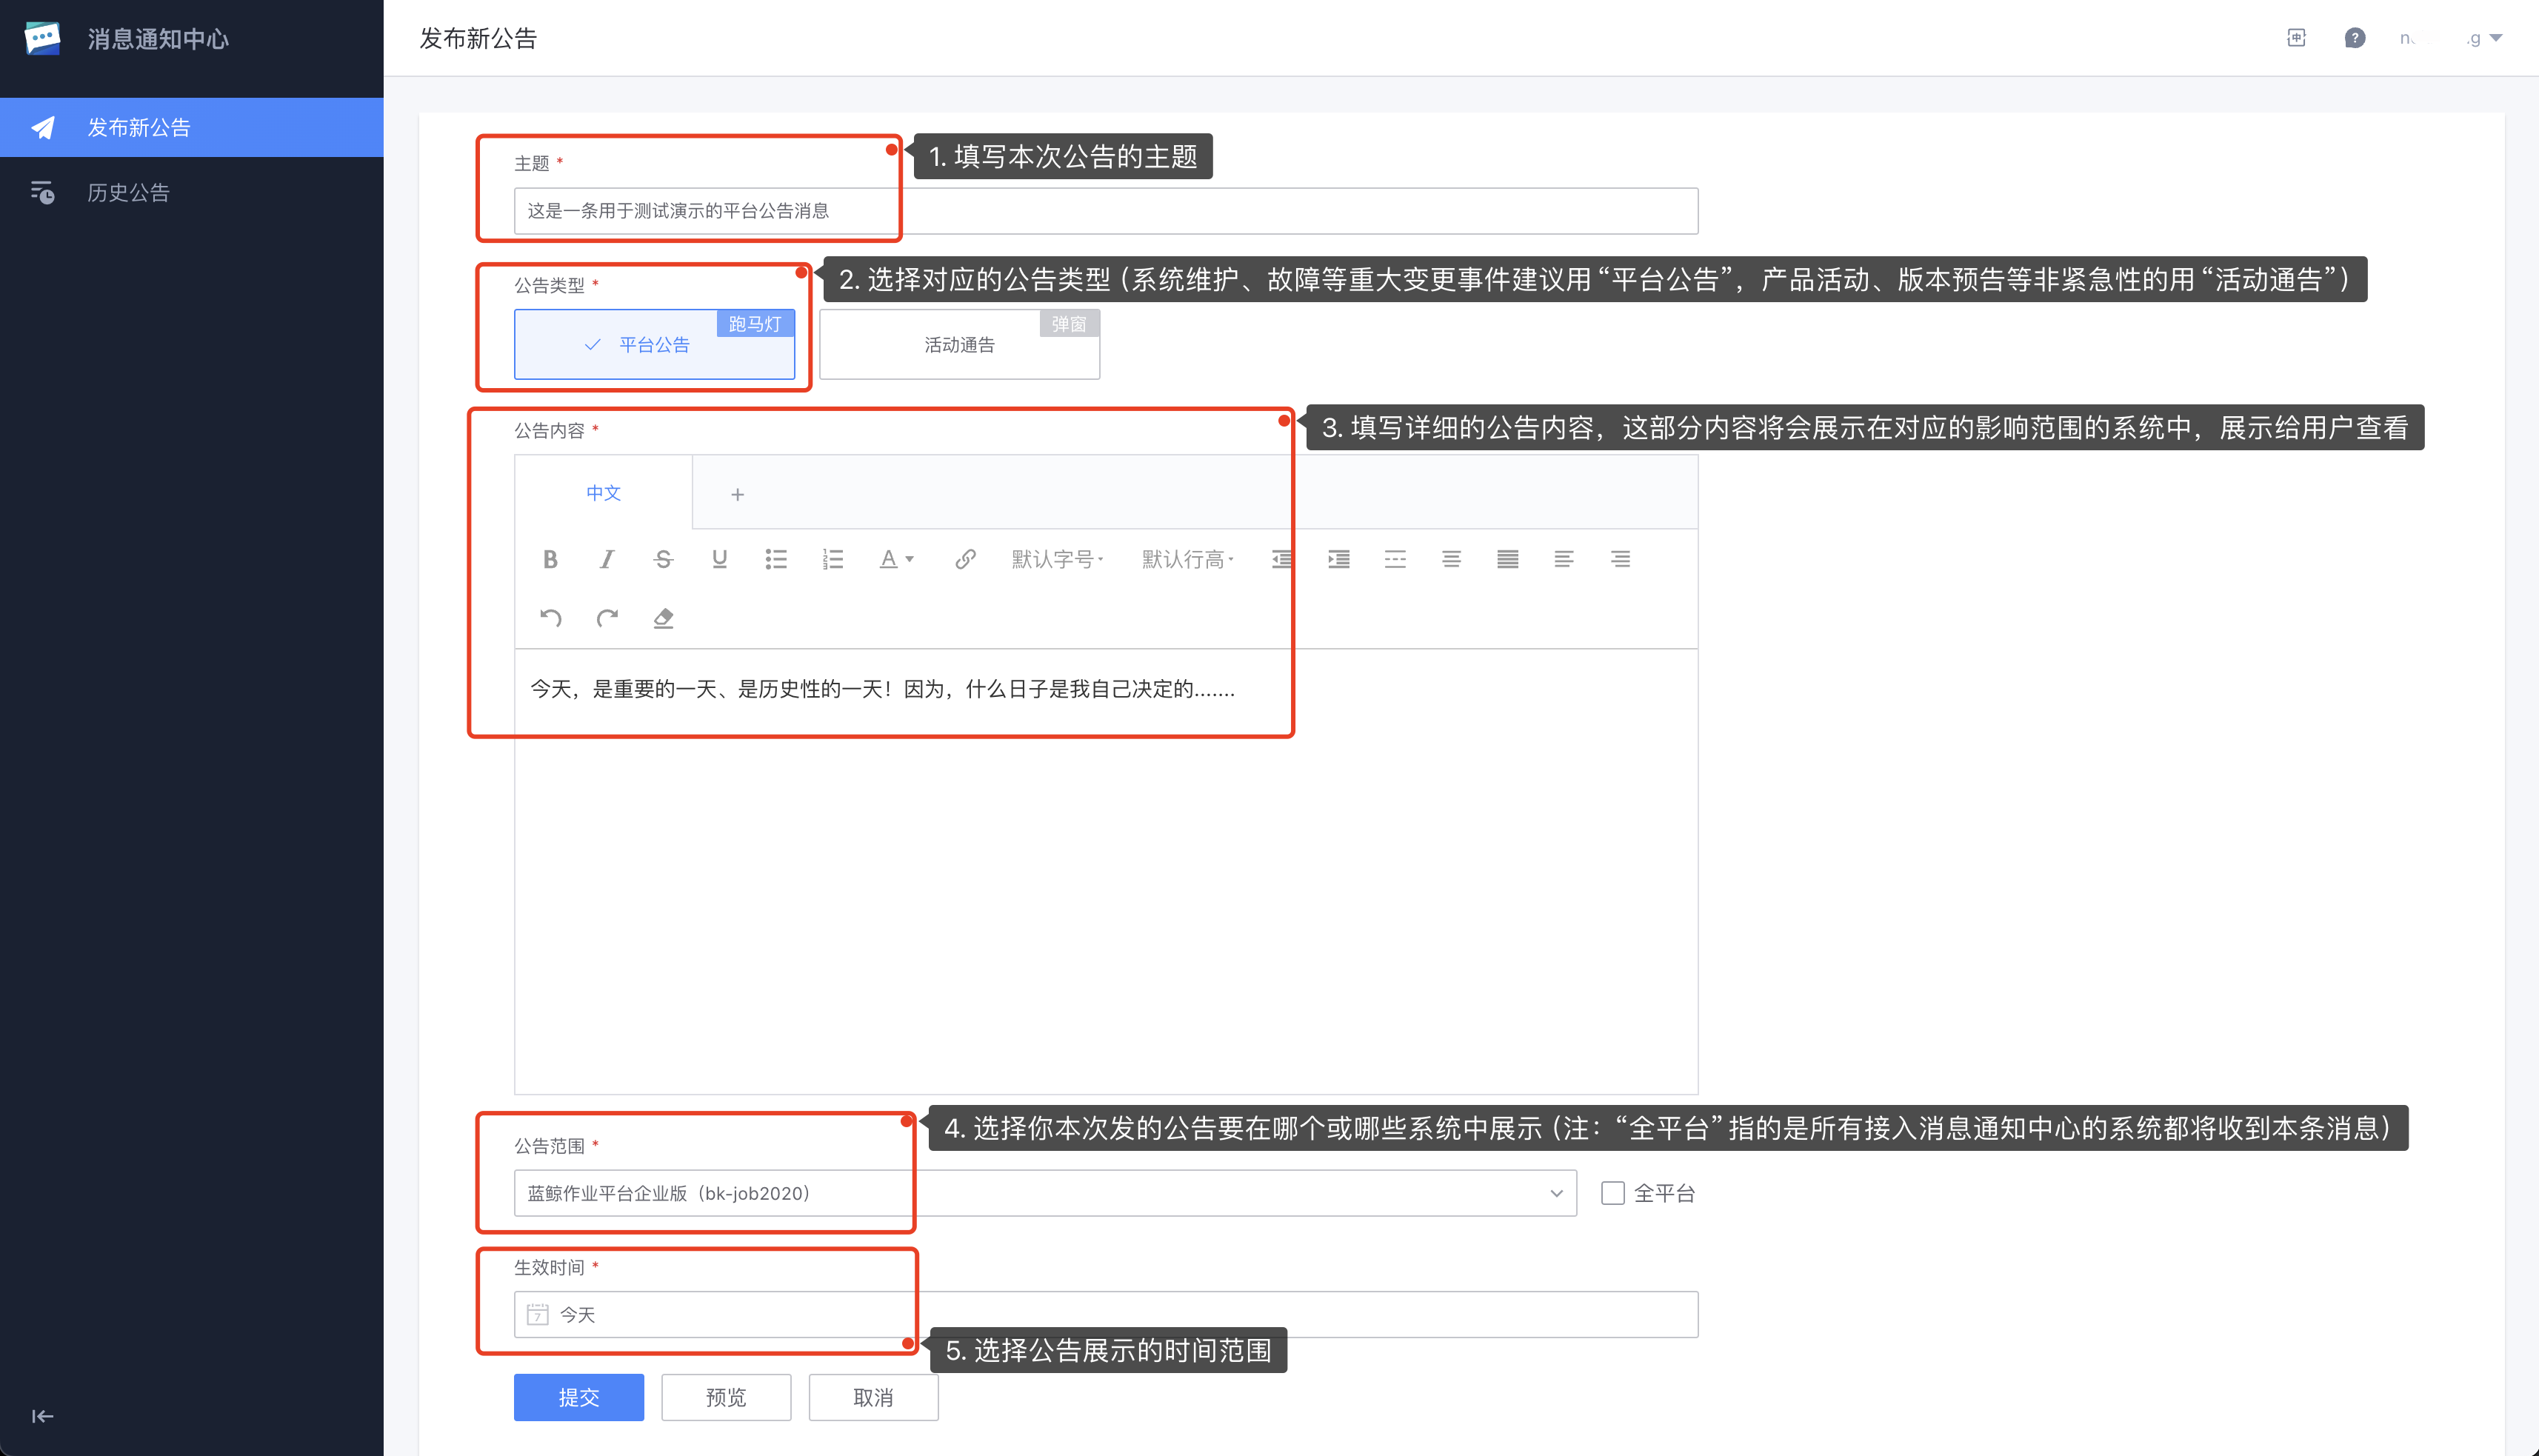 消息通知中心
发布新公告
发布新公告
历史公告
主题 *
1. 填写本次公告的主题
这是一条用于测试演示的平台公告消息
公告类型 *
2. 选择对应的公告类型（系统维护、故障等重大变更事件建议用“平台公告”，产品活动、版本预告等非紧急性的用“活动通告”）
跑马灯
平台公告
弹窗
活动通告
公告内容 *
3. 填写详细的公告内容，这部分内容将会展示在对应的影响范围的系统中，展示给用户查看
中文
+
默认字号
默认行高
今天，是重要的一天、是历史性的一天！因为，什么日子是我自己决定的.......
4. 选择你本次发的公告要在哪个或哪些系统中展示（注：“全平台”指的是所有接入消息通知中心的系统都将收到本条消息）
公告范围 *
蓝鲸作业平台企业版（bk-job2020）
全平台
生效时间 *
今天
5. 选择公告展示的时间范围
提交
预览
取消